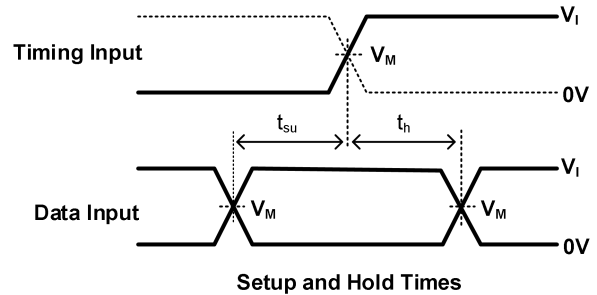 V_I
Timing Input
V_M
0V
t_su
t_h
V_I
Data Input
V_M
V_M
0V
Setup and Hold Times